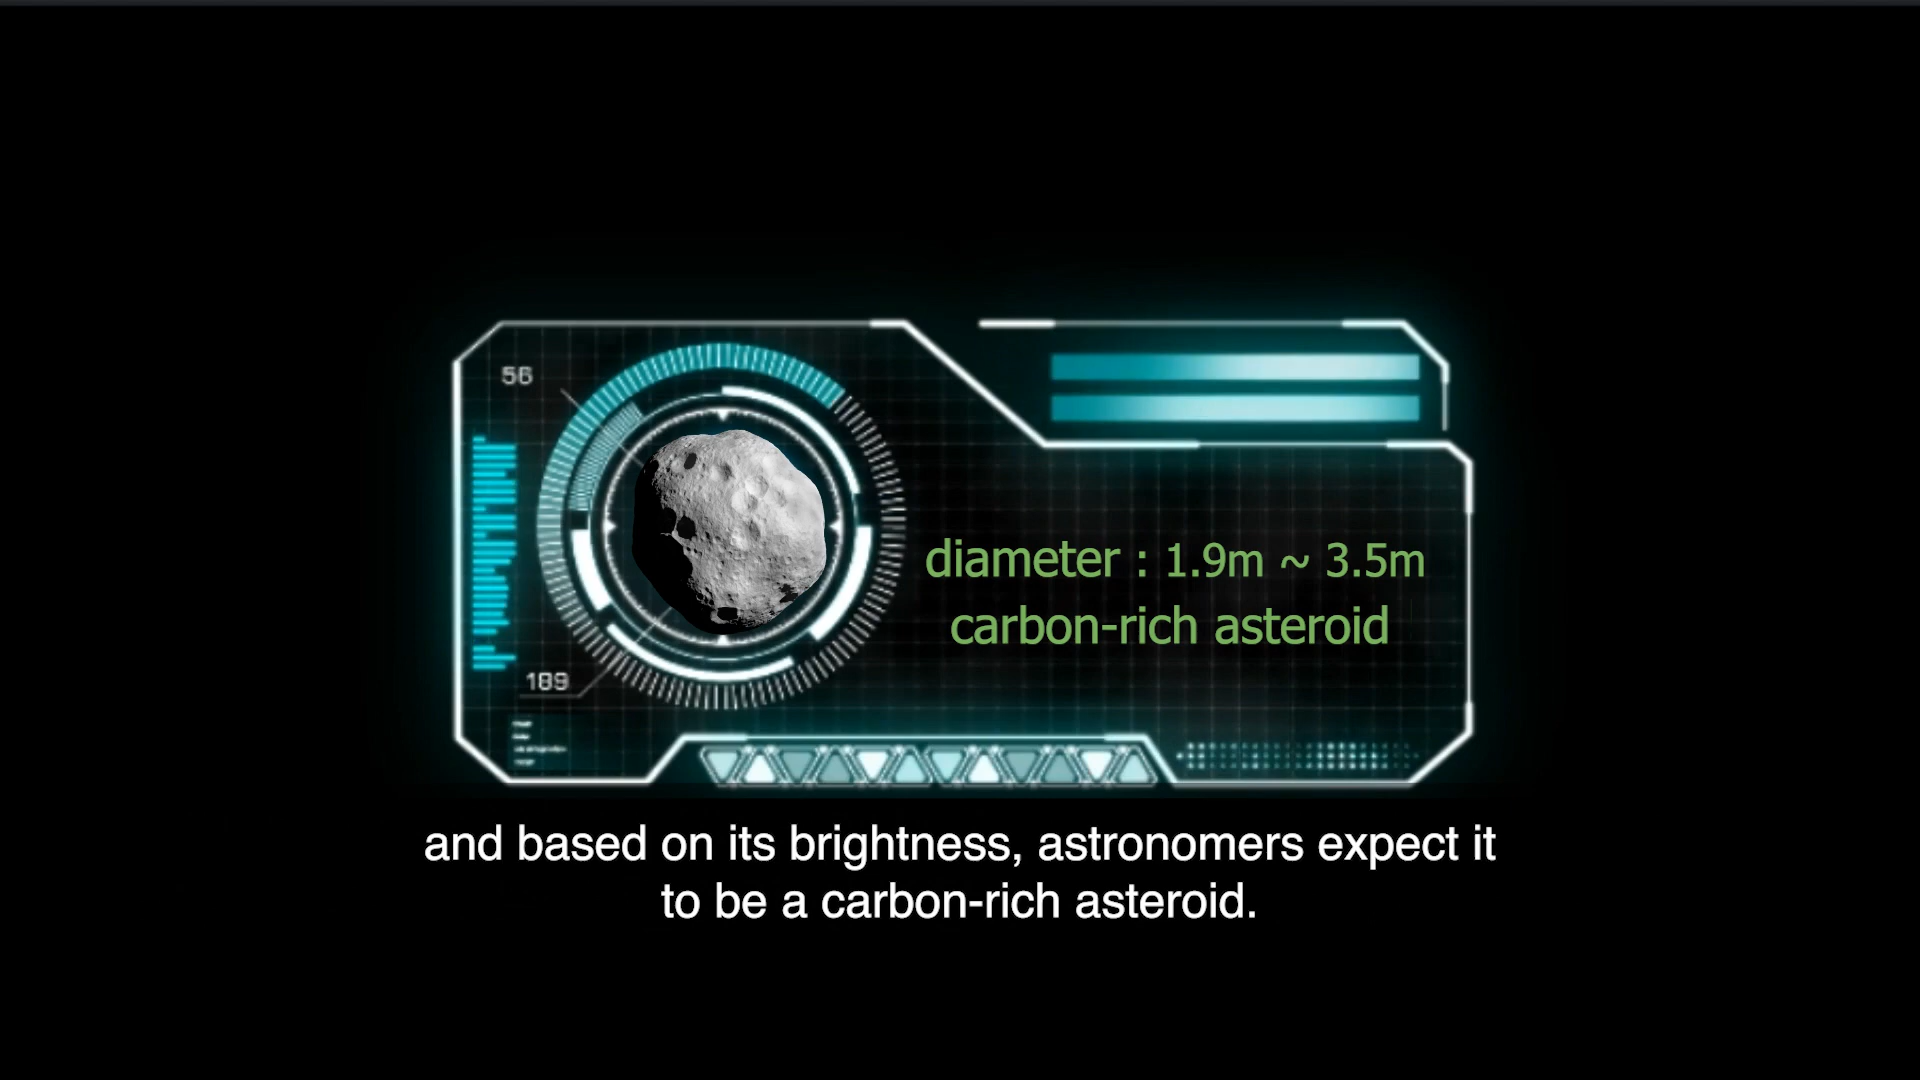 56
diameter : 1.9m ~ 3.5m
carbon-rich asteroid
189
and based on its brightness, astronomers expect it
to be a carbon-rich asteroid.